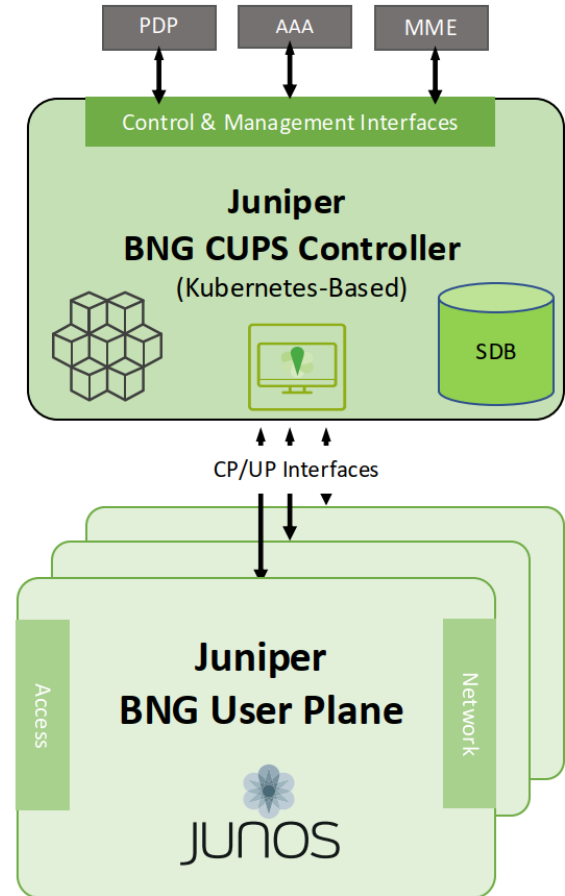 PDP
AAA
MME
Control & Management Interfaces
Juniper
BNG CUPS Controller
(Kubernetes-Based)
SDB
CP/UP Interfaces
Juniper
BNG User Plane
Access
Network
JUNOS